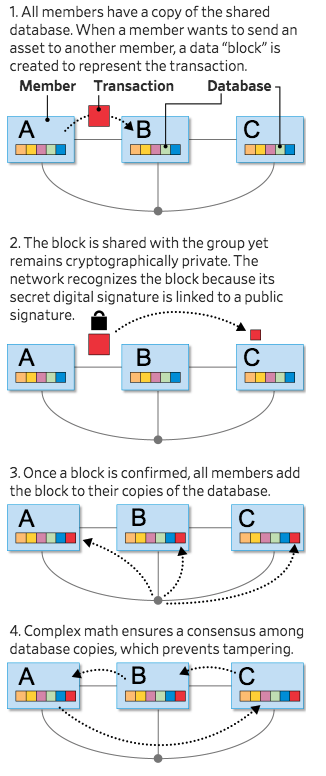 1. All members have a copy of the shared
database. When a member wants to send an
asset to another member, a data “block” is
created to represent the transaction.
Member Transaction Database
A B C
2. The block is shared with the group yet
remains cryptographically private. The
network recognizes the block because its
secret digital signature is linked to a public
signature.
A B C
3. Once a block is confirmed, all members add
the block to their copies of the database.
A B C
4. Complex math ensures a consensus among
database copies, which prevents tampering.
A B C